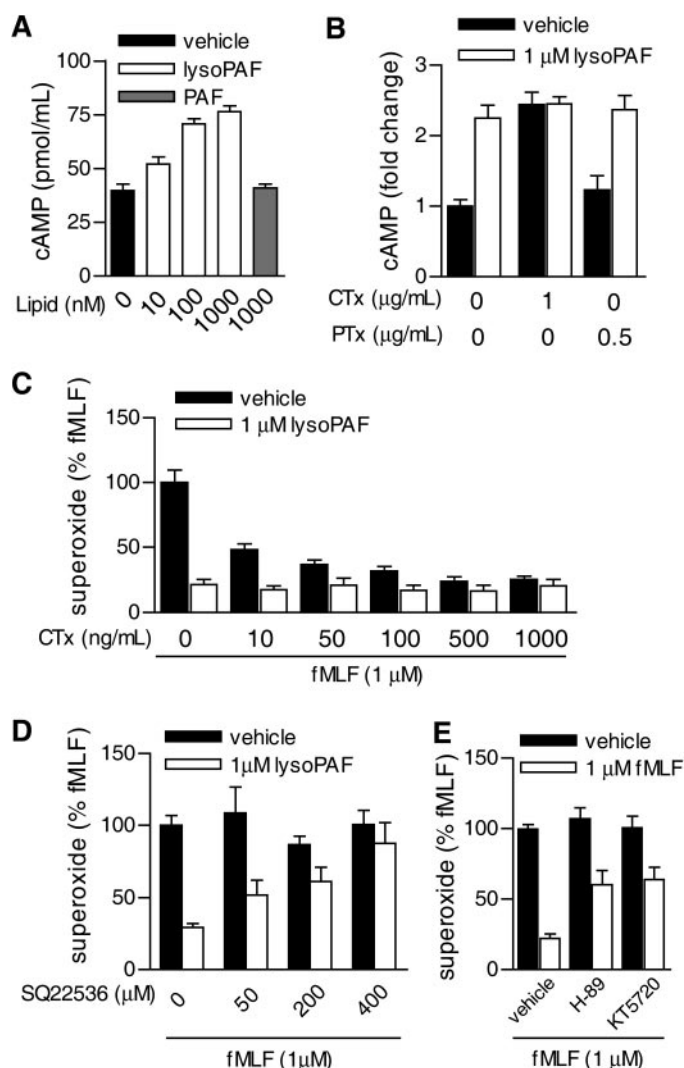 A
vehicle
lysoPAF
PAF
cAMP (pmol/mL)
100
75
50
25
0
Lipid (nM)
0 10 100 1000 1000
B
vehicle
1 μM lysoPAF
cAMP (fold change)
3
2
1
0
CTx (μg/mL) 0 1 0
PTx (μg/mL) 0 0 0.5
C
vehicle
1 μM lysoPAF
superoxide (% fMLF)
150
100
50
0
CTx (ng/mL) 0 10 50 100 500 1000
fMLF (1 μM)
D
vehicle
1μM lysoPAF
superoxide (% fMLF)
150
100
50
0
SQ22536 (μM) 0 50 200 400
fMLF (1μM)
E
vehicle
1 μM fMLF
superoxide (% fMLF)
150
100
50
0
vehicle H-89 KT5720
fMLF (1 μM)